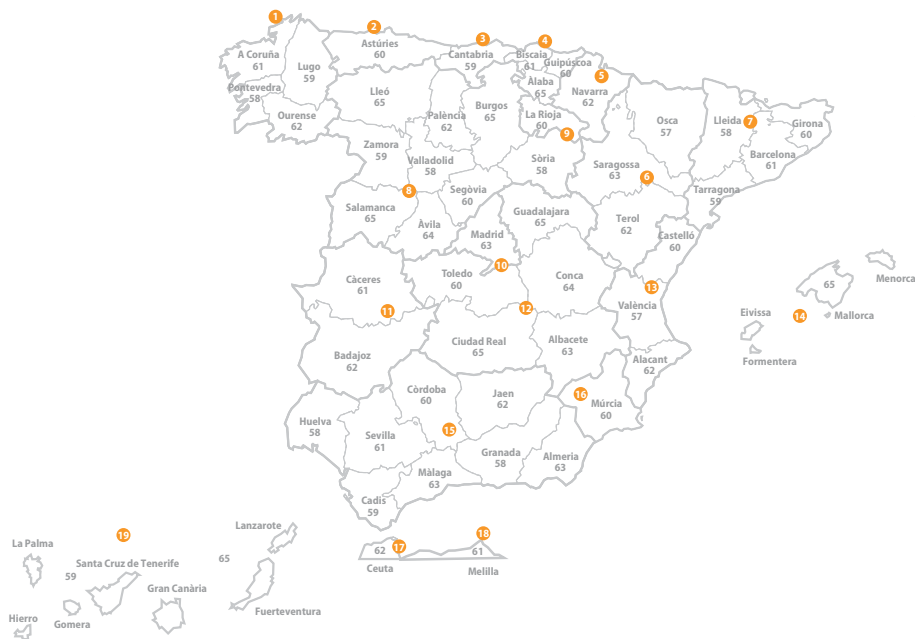 1
2
3
4
A Coruña
61
Lugo
59
Astúries
60
Cantabria
59
Biscaia
61
Guipúscoa
60
5
Pontevedra
58
Ourense
62
Lleó
65
Palència
62
Burgos
65
Àlaba
65
Navarra
62
La Rioja
60
9
Osca
57
Lleida
58
7
Girona
60
Barcelona
61
Zamora
59
Valladolid
58
Sòria
58
Saragossa
63
6
Tarragona
59
8
Segòvia
60
Salamanca
65
Àvila
64
Guadalajara
65
Madrid
63
Terol
62
Castelló
60
10
Càceres
61
Toledo
60
Conca
64
13
València
57
65
Menorca
Mallorca
14
Eivissa
Formentera
11
12
Badajoz
62
Ciudad Real
65
Albacete
63
Alacant
62
Còrdoba
60
Jaen
62
16
Múrcia
60
Huelva
58
Sevilla
61
15
Granada
58
Almeria
63
Màlaga
63
Cadis
59
19
Lanzarote
La Palma
59
Santa Cruz de Tenerife
65
Gran Canària
Hierro
Gomera
Fuerteventura
62
17
Ceuta
18
61
Melilla